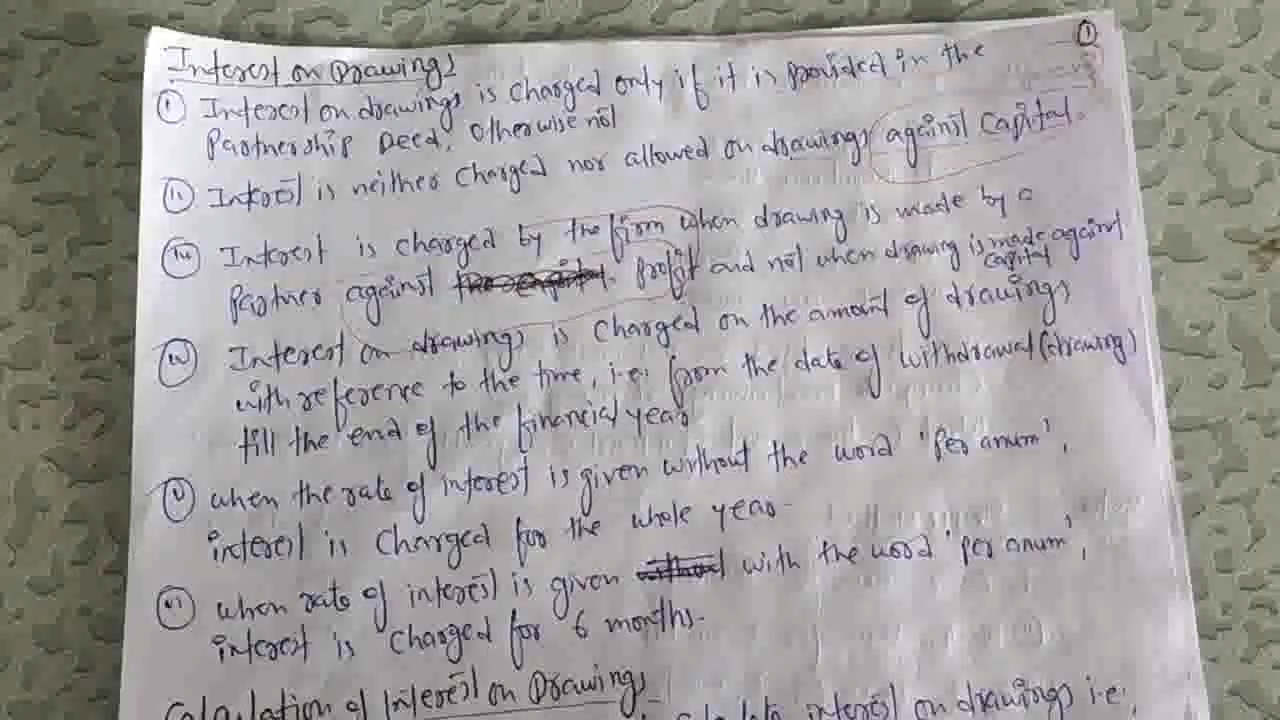 ①
Interest on Drawings
(i) Interest on drawings is charged only if it is provided in the
Partnership Deed, otherwise not
(ii) Interest is neither charged nor allowed on drawings against capital.
(iii) Interest is charged by the firm when drawing is made by a
Partner against profit and not when drawing is made against
capital
(iv) Interest on drawings is charged on the amount of drawings
with reference to the time, i.e. from the date of withdrawal (drawing)
till the end of the financial year
(v) when the rate of interest is given without the word 'per anum',
interest is charged for the whole year.
(vi) when rate of interest is given with the word 'per anum',
interest is charged for 6 months.
Calculation of Interest on Drawings
interest on drawings i.e.